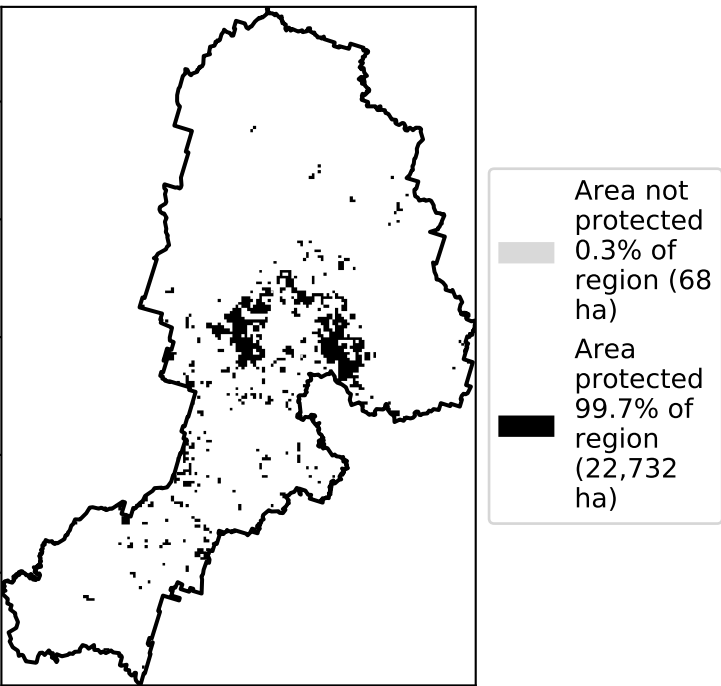 Area not
protected
0.3% of
region (68
ha)
Area
protected
99.7% of
region
(22,732
ha)